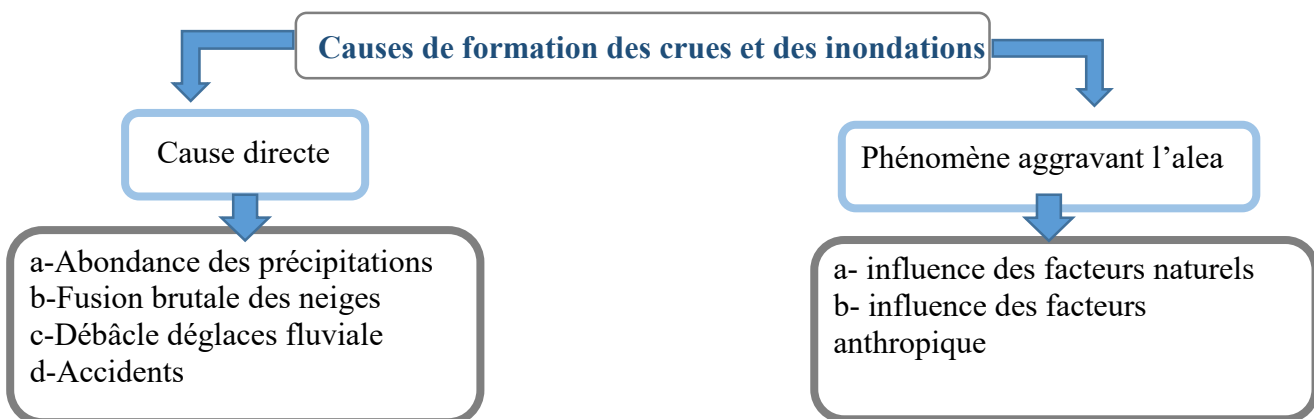 Causes de formation des crues et des inondations
Cause directe
Phénomène aggravant l’alea
a-Abondance des précipitations
b-Fusion brutale des neiges
c-Débâcle déglaces fluviale
d-Accidents
a- influence des facteurs naturels
b- influence des facteurs
anthropique